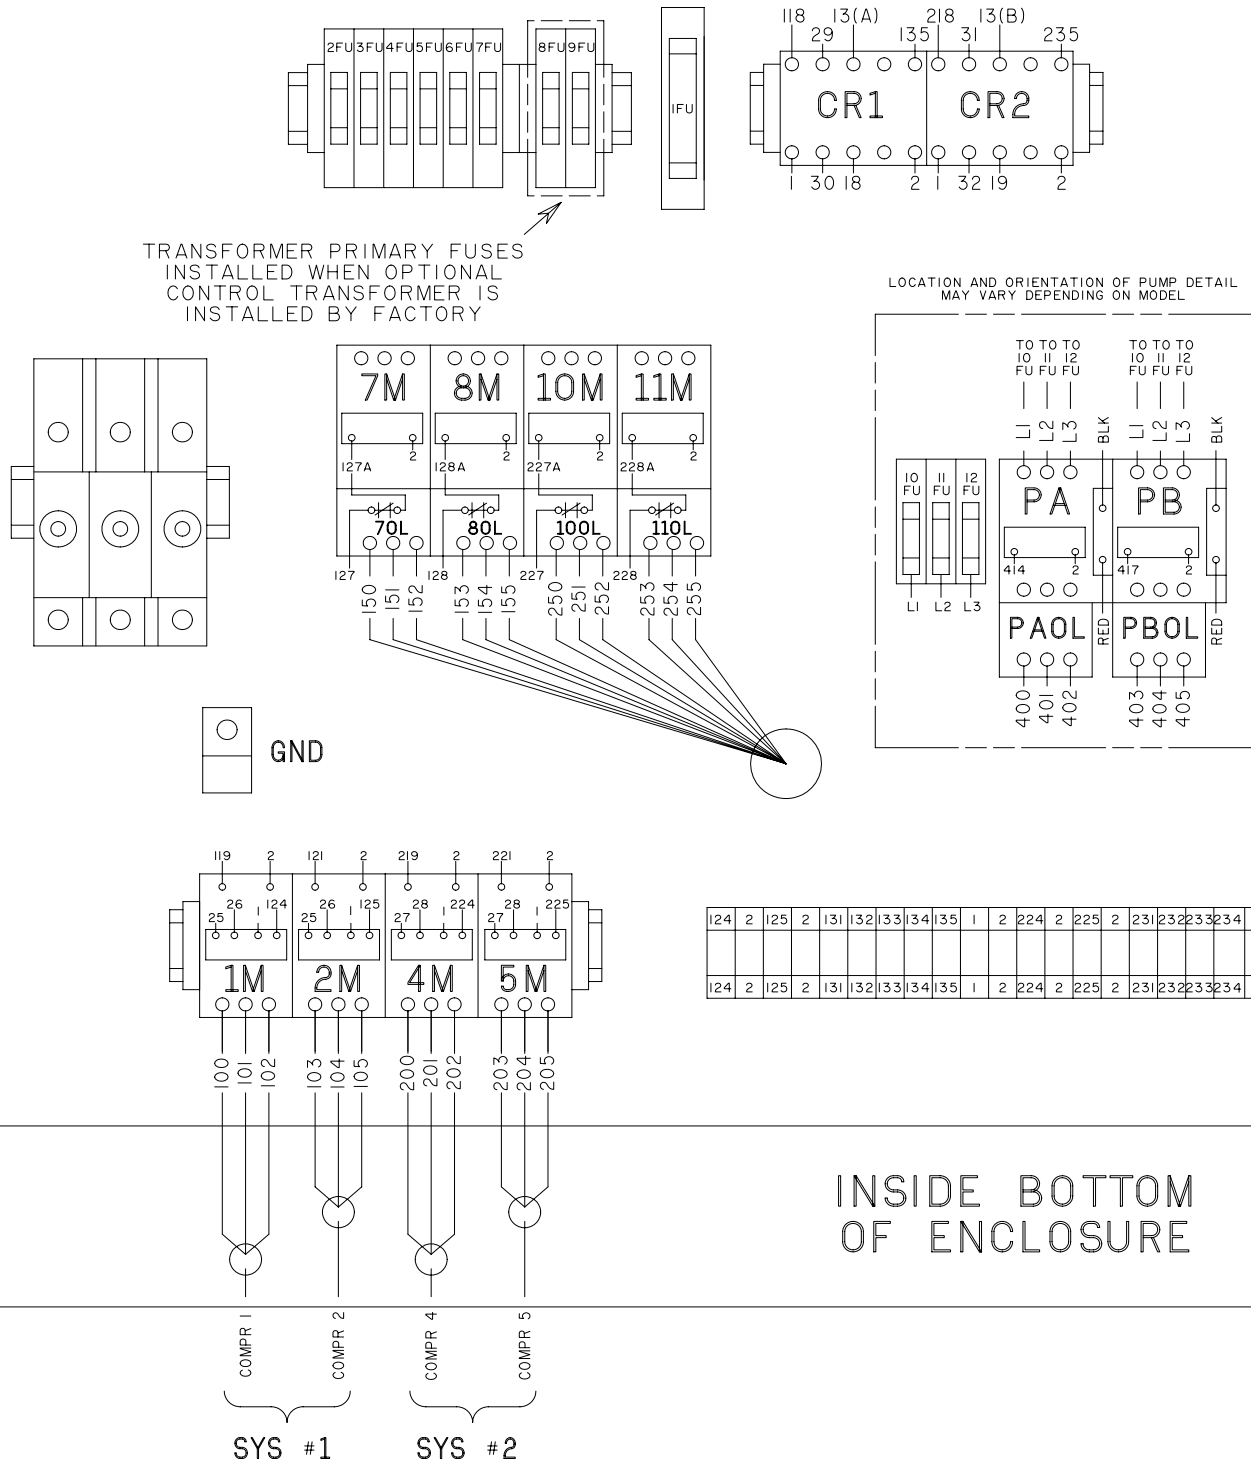 118 13(A) 218 13(B)
29 135 31 235
2FU 3FU 4FU 5FU 6FU 7FU 8FU 9FU
1FU
CR1 CR2
1 30 18 2 1 32 19 2
TRANSFORMER PRIMARY FUSES
INSTALLED WHEN OPTIONAL
CONTROL TRANSFORMER IS
INSTALLED BY FACTORY
LOCATION AND ORIENTATION OF PUMP DETAIL
MAY VARY DEPENDING ON MODEL
TO TO TO TO TO TO
10 11 12 10 11 12
FU FU FU FU FU FU
L1 L2 L3 BLK L1 L2 L3 BLK
7M 8M 10M 11M
2 2 2 2
127A 128A 227A 228A
7OL 8OL 10OL 11OL
127 128 227 228
150 151 152 153 154 155 250 251 252 253 254 255
10 11 12
FU FU FU
L1 L2 L3
PA PB
414 2 417 2
PAOL RED PBOL RED
400 401 402 403 404 405
GND
119 2 121 2 219 2 221 2
25 26 1 124 25 26 1 125 27 28 1 224 27 28 1 225
1M 2M 4M 5M
124 2 125 2 131 132 133 134 135 1 2 224 2 225 2 231 232 233 234
124 2 125 2 131 132 133 134 135 1 2 224 2 225 2 231 232 233 234
100 101 102 103 104 105 200 201 202 203 204 205
INSIDE BOTTOM
OF ENCLOSURE
COMPR 1 COMPR 2 COMPR 4 COMPR 5
SYS #1 SYS #2